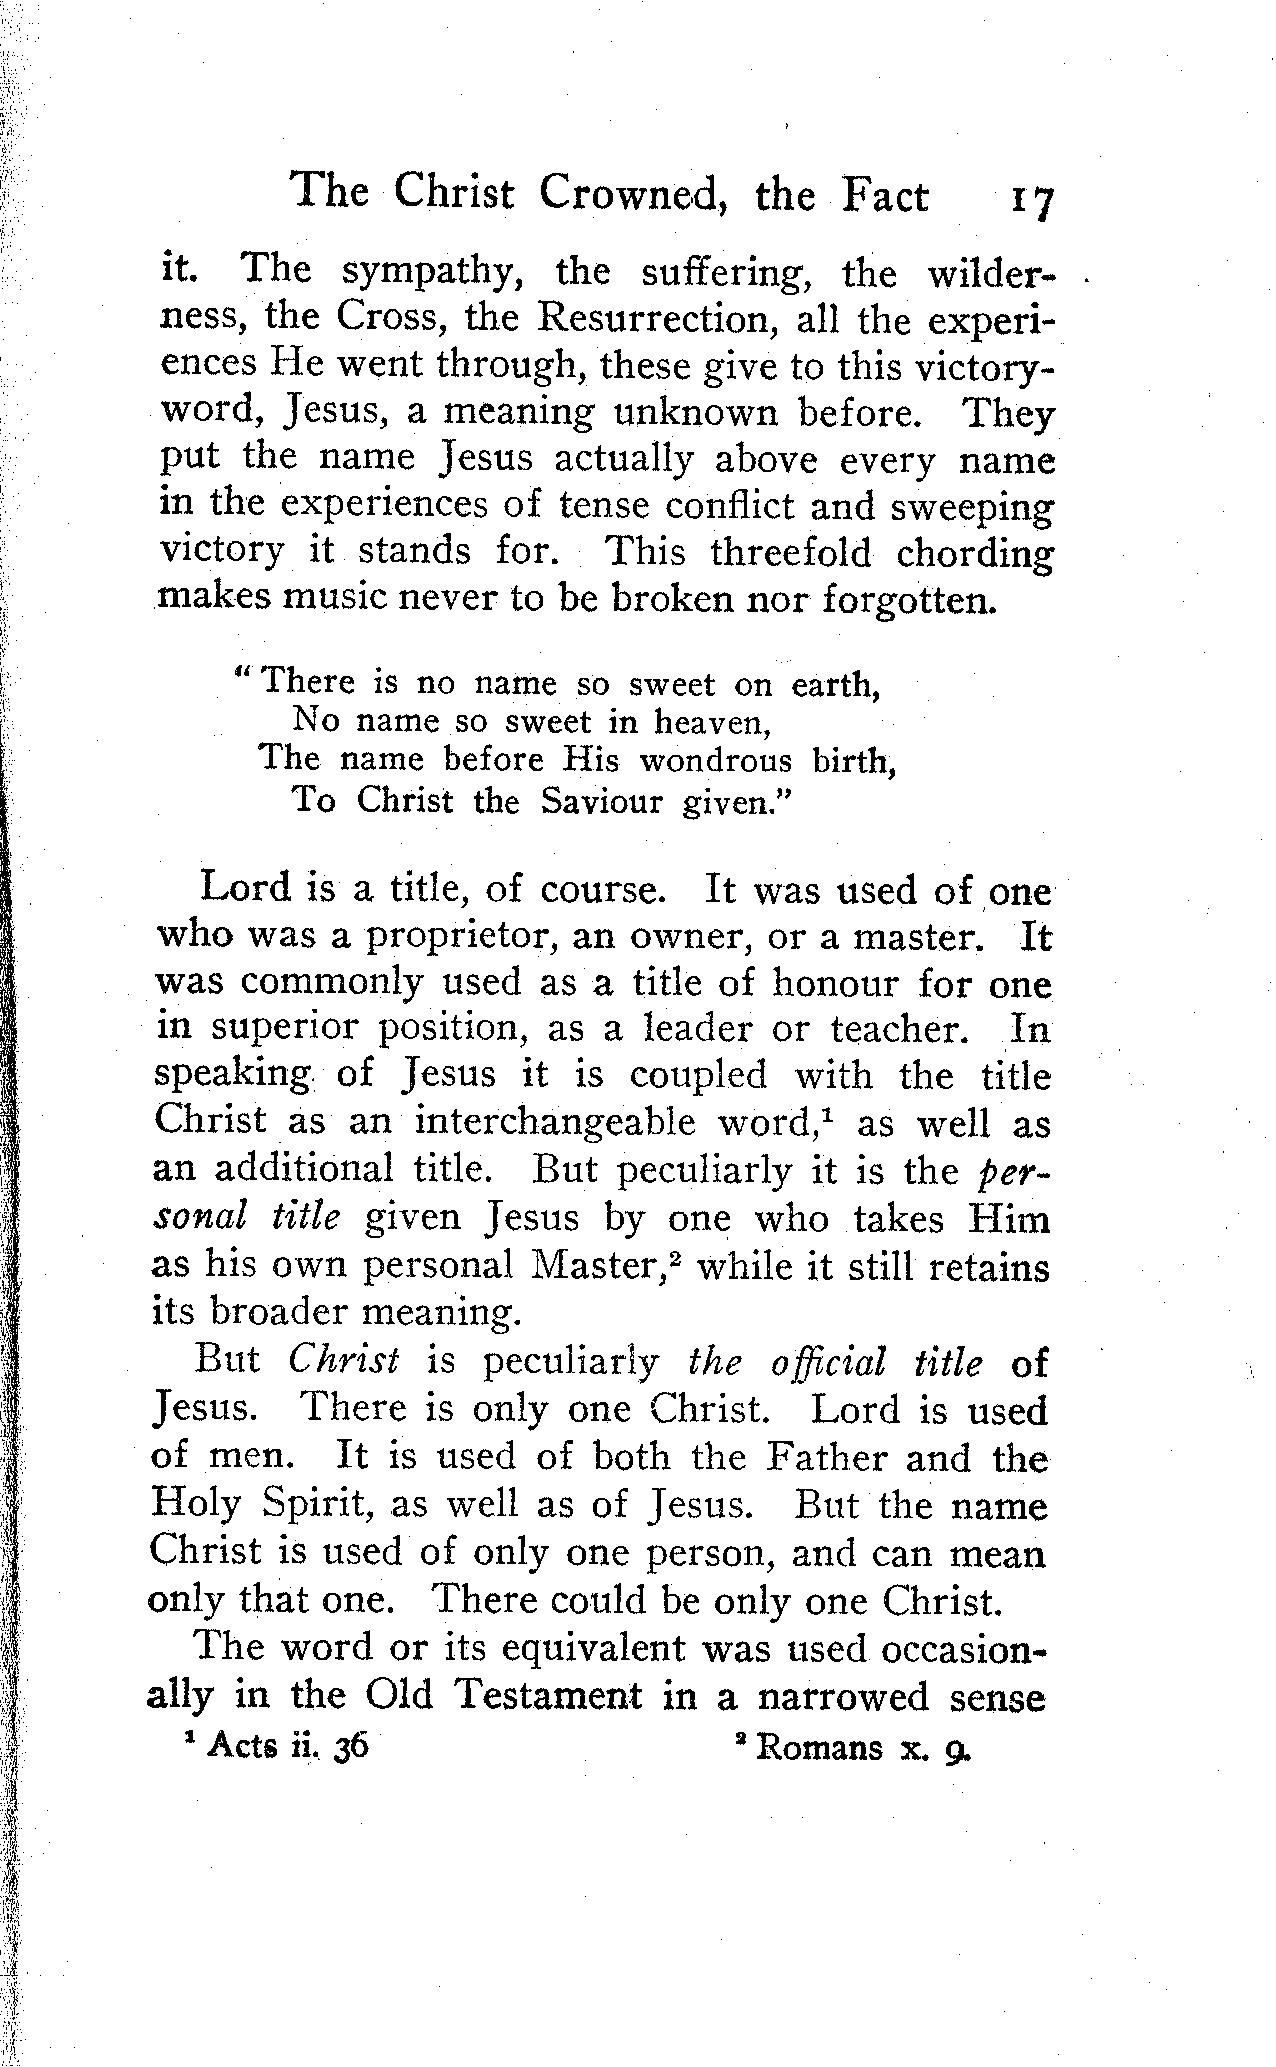 The Christ Crowned, the Fact 17
it. The sympathy, the suffering, the wilder-
ness, the Cross, the Resurrection, all the experi-
ences He went through, these give to this victory-
word, Jesus, a meaning unknown before. They
put the name Jesus actually above every name
in the experiences of tense conflict and sweeping
victory it stands for. This threefold chording
makes music never to be broken nor forgotten.
“ There is no name so sweet on earth,
No name so sweet in heaven,
The name before His wondrous birth,
To Christ the Saviour given.”
Lord is a title, of course. It was used of one
who was a proprietor, an owner, or a master. It
was commonly used as a title of honour for one
in superior position, as a leader or teacher. In
speaking of Jesus it is coupled with the title
Christ as an interchangeable word,¹ as well as
an additional title. But peculiarly it is the per-
sonal title given Jesus by one who takes Him
as his own personal Master,² while it still retains
its broader meaning.
But Christ is peculiarly the official title of
Jesus. There is only one Christ. Lord is used
of men. It is used of both the Father and the
Holy Spirit, as well as of Jesus. But the name
Christ is used of only one person, and can mean
only that one. There could be only one Christ.
The word or its equivalent was used occasion-
ally in the Old Testament in a narrowed sense
¹ Acts ii. 36 ² Romans x. 9.